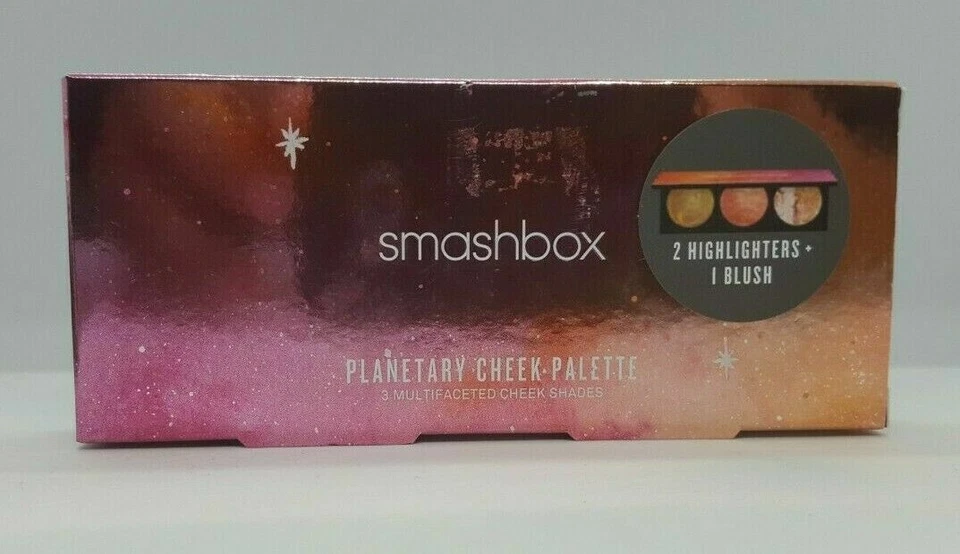 smashbox
2 HIGHLIGHTERS +
1 BLUSH
PLANETARY CHEEK PALETTE
3 MULTIFACETED CHEEK SHADES